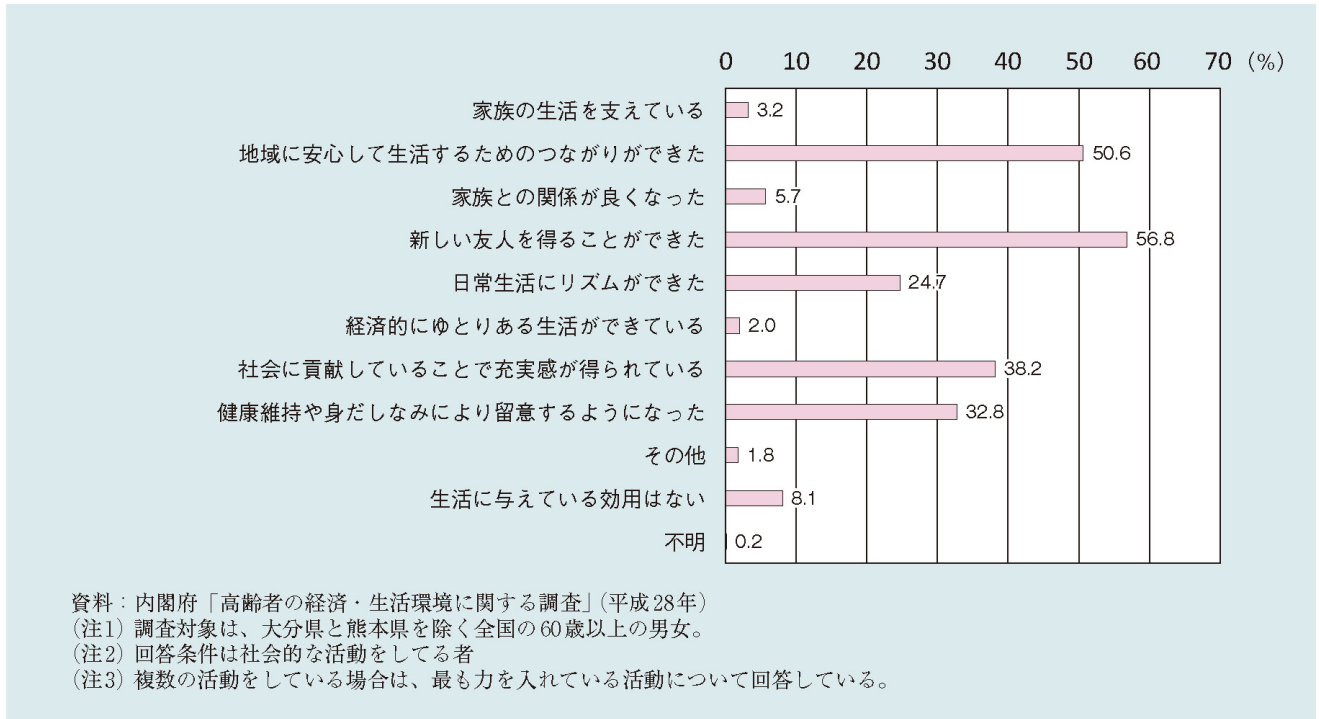 0 10 20 30 40 50 60 70 (%)
家族の生活を支えている 3.2
地域に安心して生活するためのつながりができた 50.6
家族との関係が良くなった 5.7
新しい友人を得ることができた 56.8
日常生活にリズムができた 24.7
経済的にゆとりある生活ができている 2.0
社会に貢献していることで充実感が得られている 38.2
健康維持や身だしなみにより留意するようになった 32.8
その他 1.8
生活に与えている効用はない 8.1
不明 0.2
資料：内閣府「高齢者の経済・生活環境に関する調査」（平成28年）
（注1）調査対象は、大分県と熊本県を除く全国の60歳以上の男女。
（注2）回答条件は社会的な活動をしてる者
（注3）複数の活動をしている場合は、最も力を入れている活動について回答している。